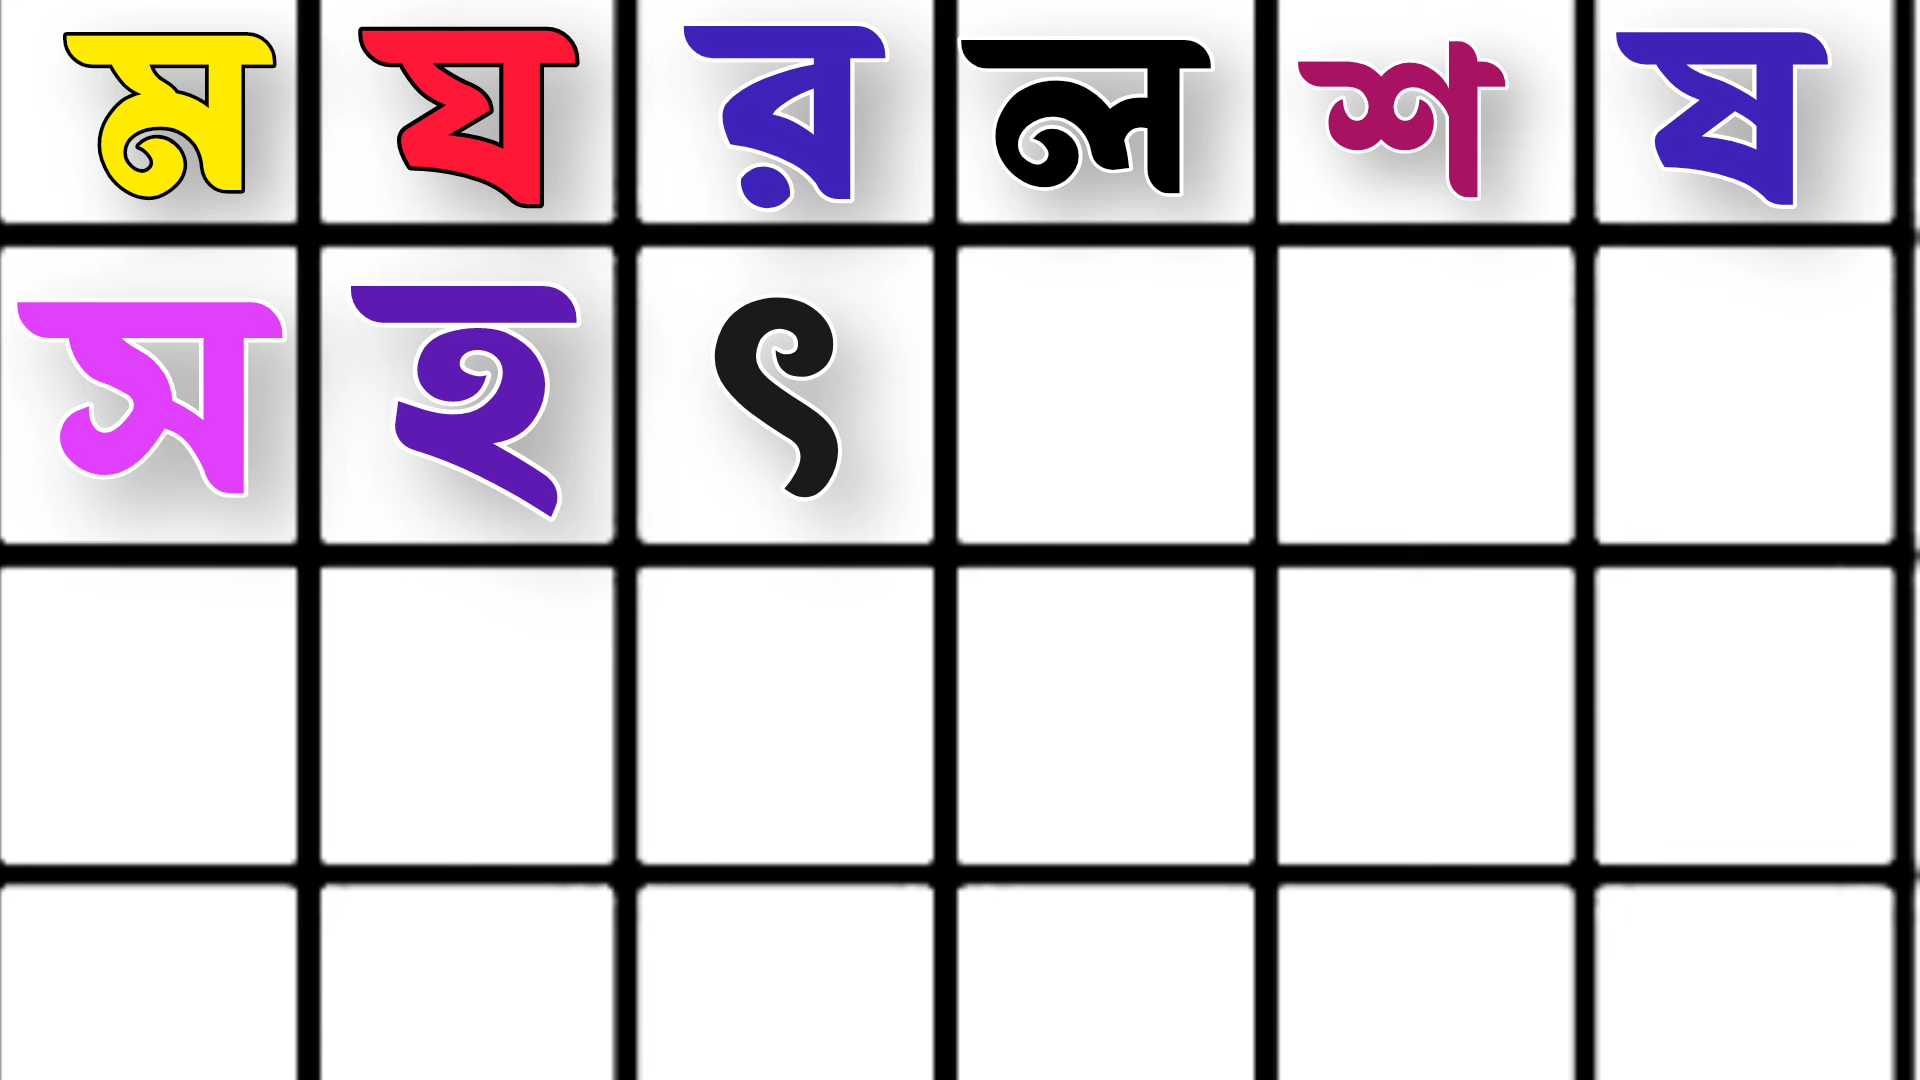 ম য র ল শ ষ
স হ ৎ